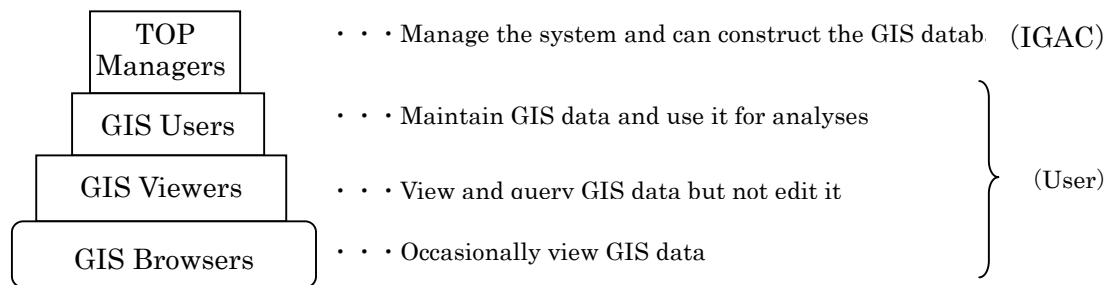 TOP
Managers
・・・Manage the system and can construct the GIS datab
(IGAC)
GIS Users
・・・Maintain GIS data and use it for analyses
GIS Viewers
・・・View and query GIS data but not edit it
(User)
GIS Browsers
・・・Occasionally view GIS data